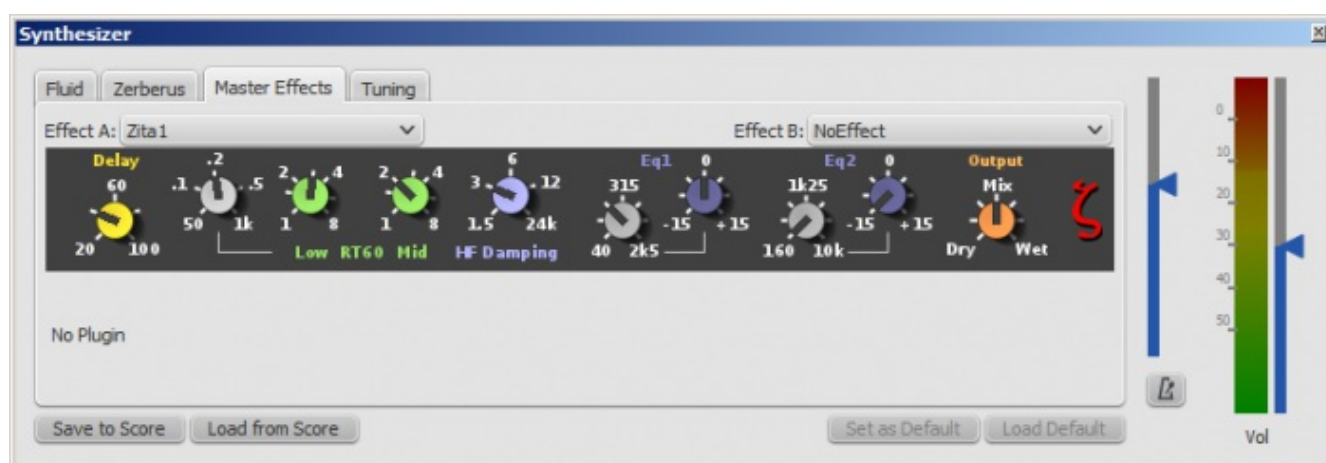 Synthesizer
Fluid Zerberus Master Effects Tuning
Effect A: Zita1 Effect B: NoEffect
Delay .2 2 4 2 4 6 Eq1 0 Eq2 0 Output
60 .1 .5 3 12 315 1k25 Mix
50 1k 1 8 1 8 1.5 24k -15 +15 -15 +15
20 100 Low RT60 Mid HF Damping 40 2k5 160 10k Dry Wet
ζ
No Plugin
Save to Score Load from Score Set as Default Load Default
0
10
20
30
40
50
Vol